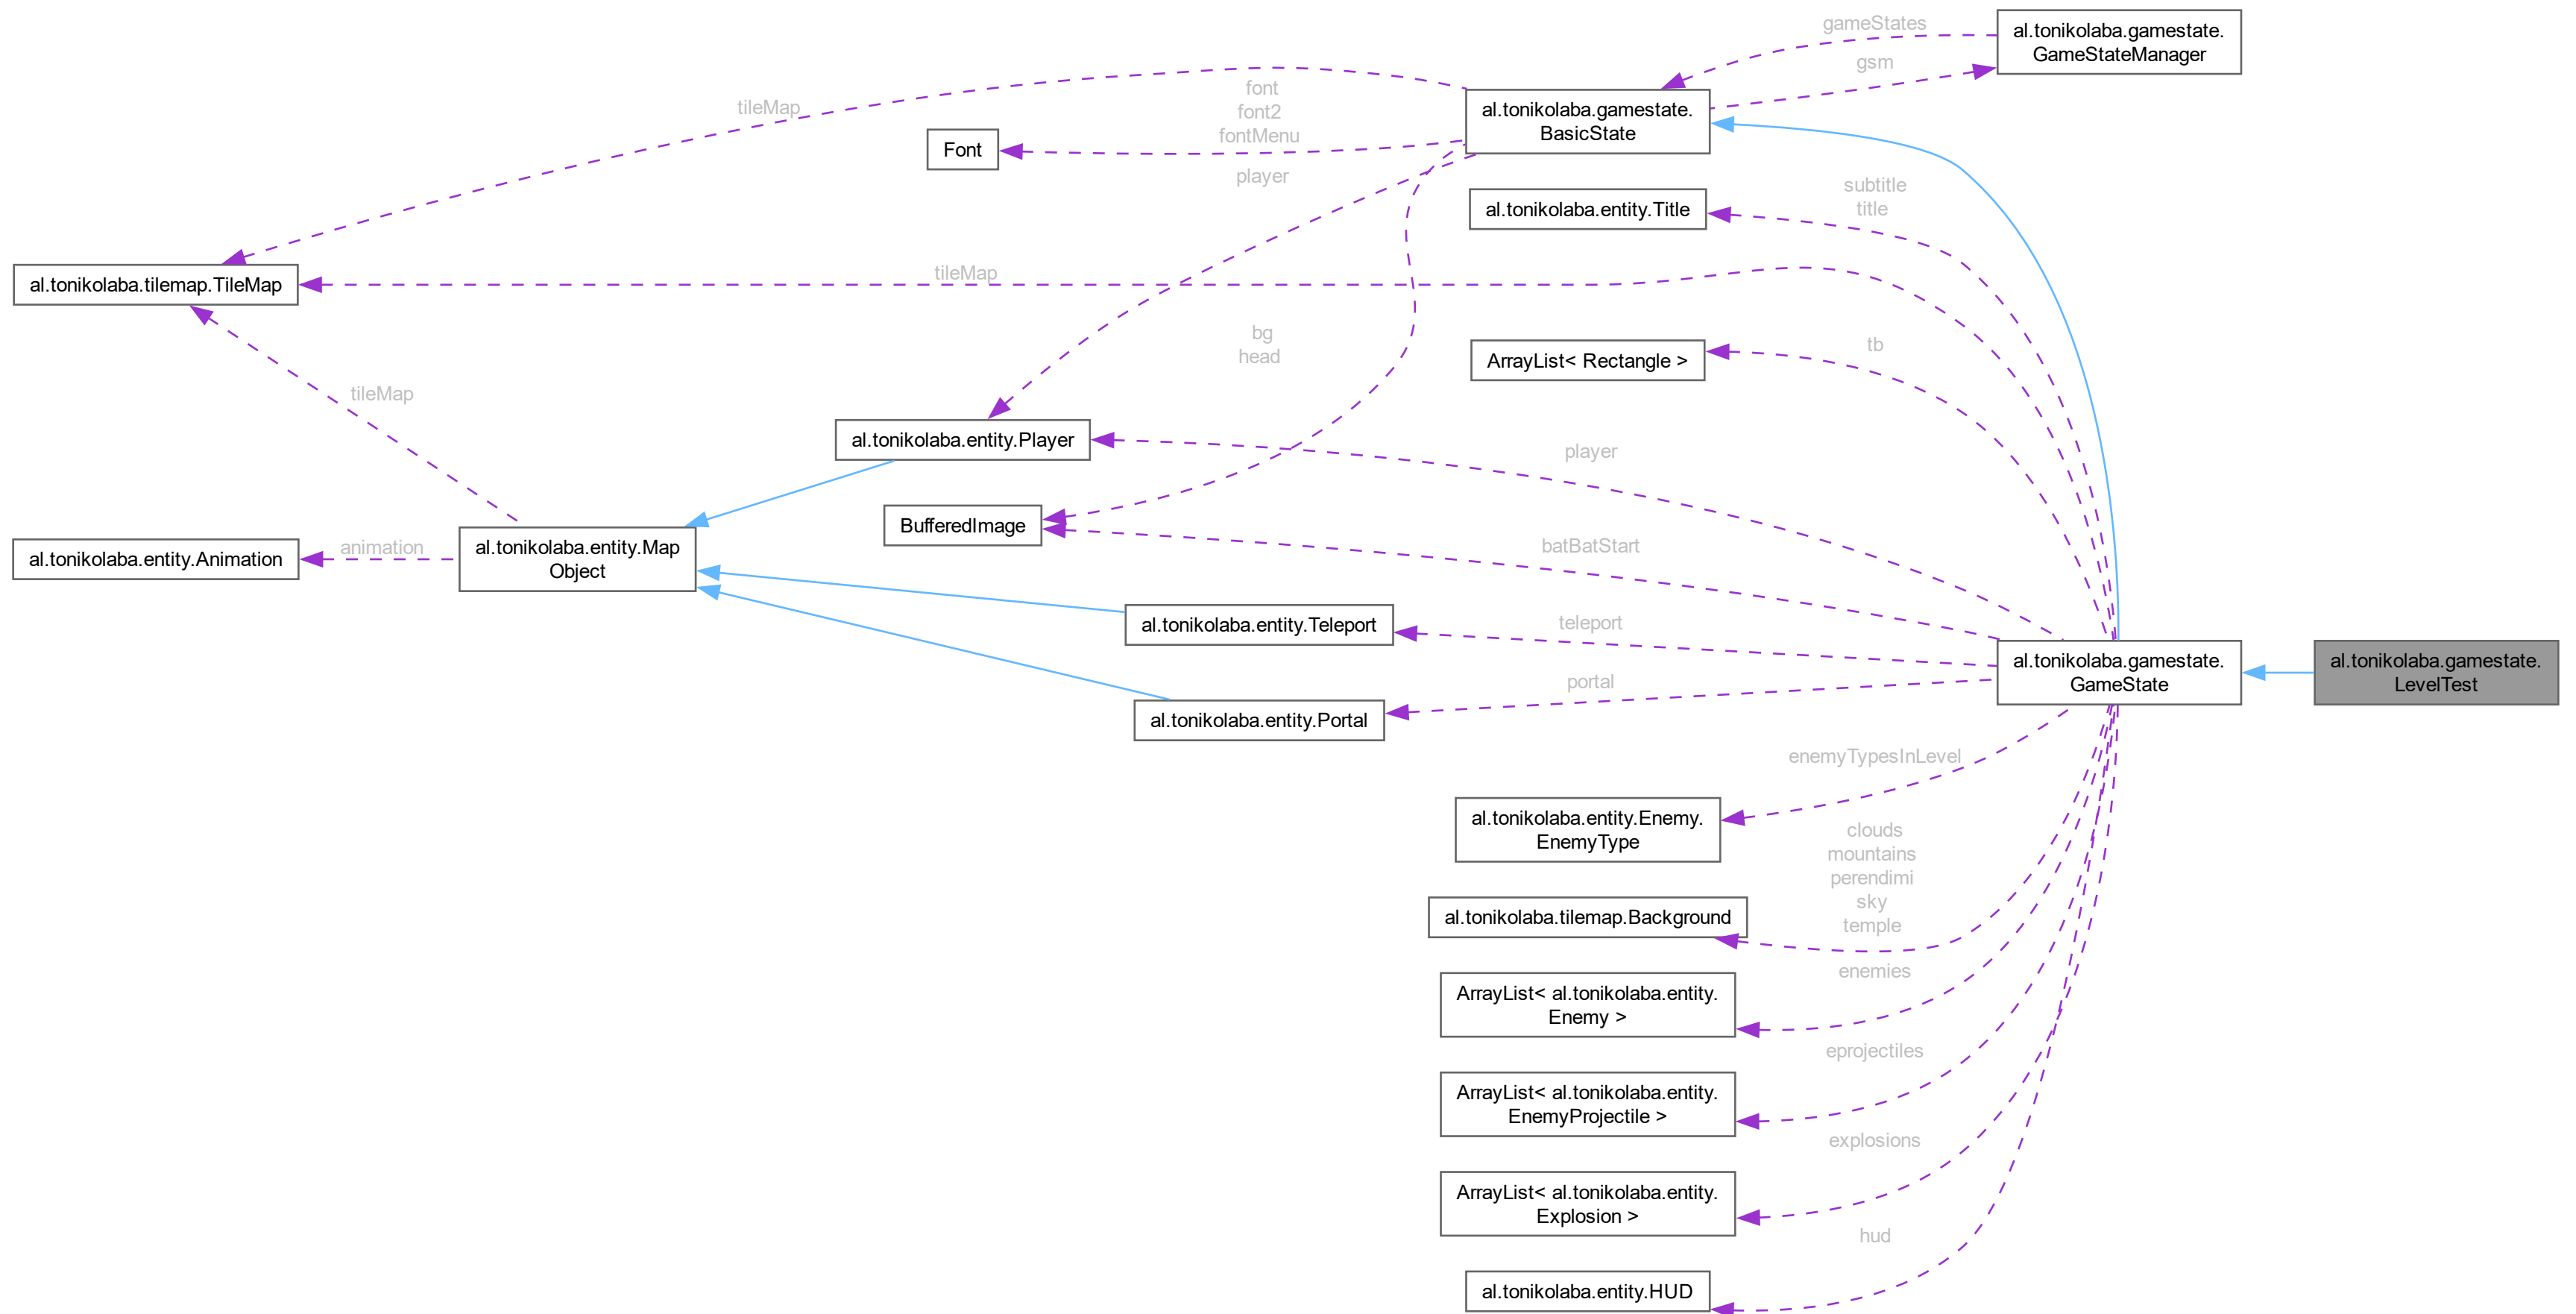 gameStates
al.tonikolaba.gamestate.
GameStateManager
gsm
tileMap
font
font2
fontMenu
al.tonikolaba.gamestate.
BasicState
Font
player
subtitle
title
al.tonikolaba.entity.Title
al.tonikolaba.tilemap.TileMap
tileMap
bg
head
ArrayList< Rectangle >
tb
tileMap
al.tonikolaba.entity.Player
player
BufferedImage
batBatStart
al.tonikolaba.entity.Animation
animation
al.tonikolaba.entity.Map
Object
al.tonikolaba.entity.Teleport
teleport
al.tonikolaba.gamestate.
GameState
al.tonikolaba.gamestate.
LevelTest
portal
al.tonikolaba.entity.Portal
enemyTypesInLevel
al.tonikolaba.entity.Enemy.
EnemyType
clouds
mountains
perendimi
sky
temple
al.tonikolaba.tilemap.Background
enemies
ArrayList< al.tonikolaba.entity.
Enemy >
eprojectiles
ArrayList< al.tonikolaba.entity.
EnemyProjectile >
explosions
ArrayList< al.tonikolaba.entity.
Explosion >
hud
al.tonikolaba.entity.HUD